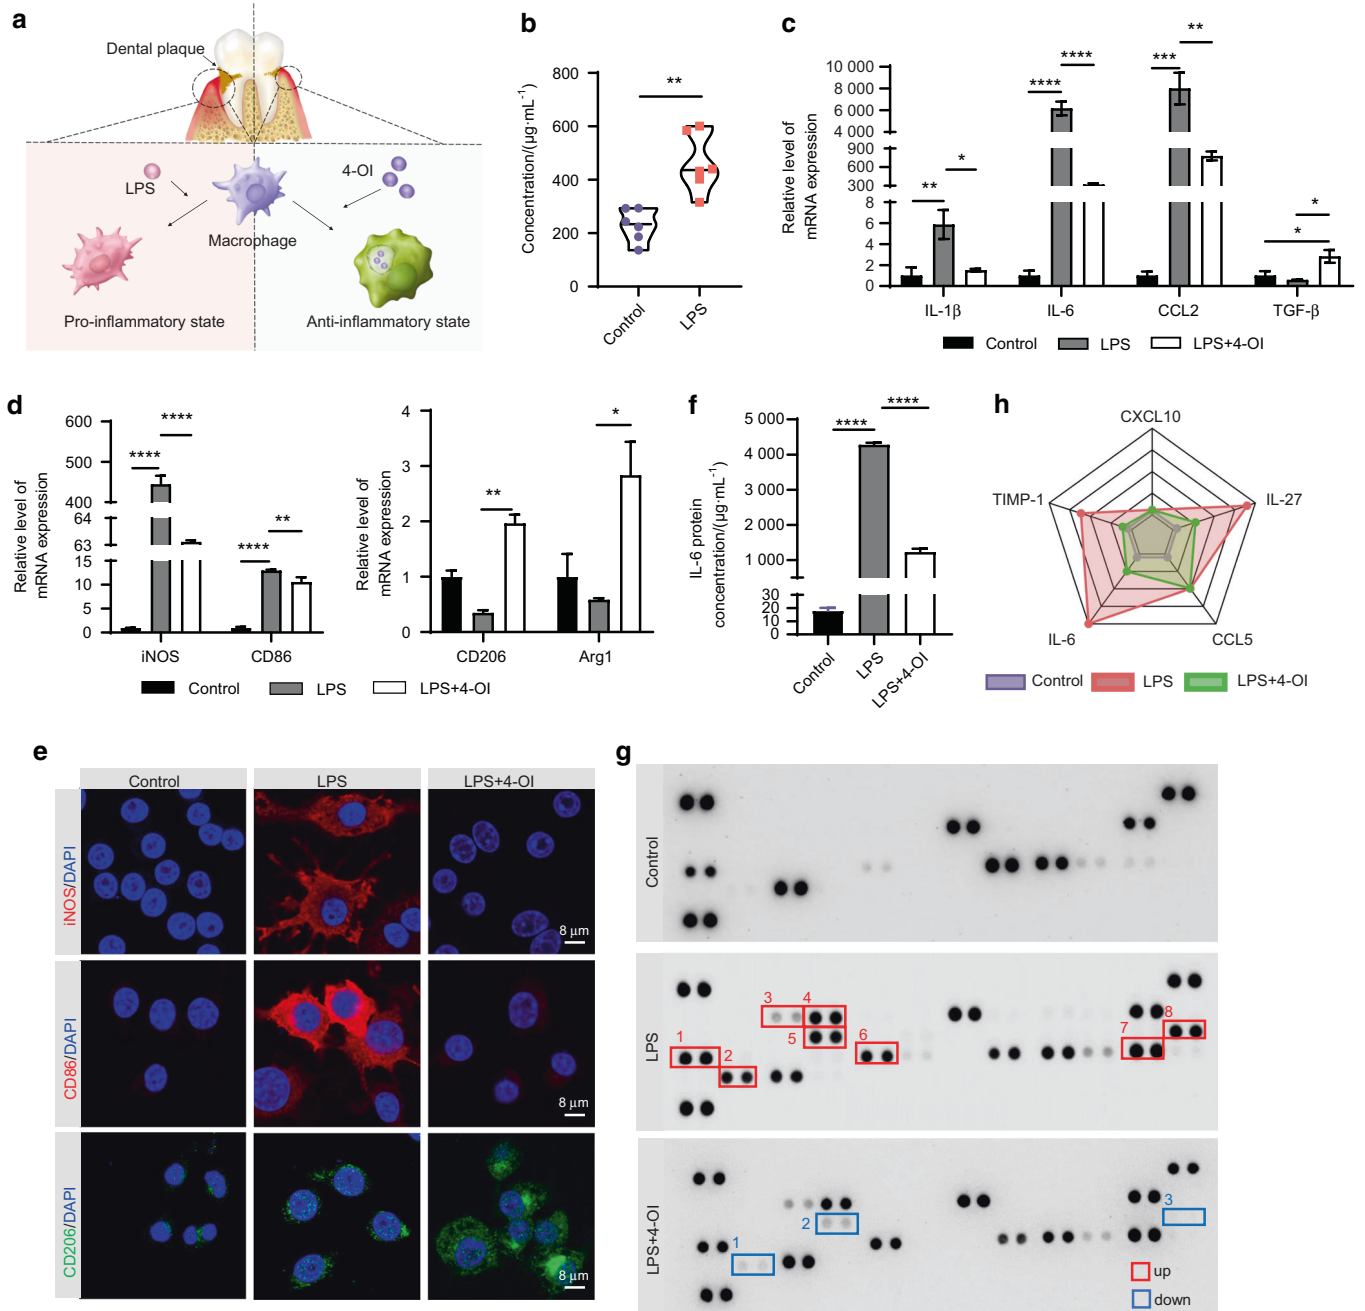 a
Dental plaque
LPS
4-OI
Macrophage
Pro-inflammatory state
Anti-inflammatory state
b
Concentration/(μg·mL⁻¹)
800
600
400
200
0
**
Control
LPS
c
Relative level of
mRNA expression
10 000
8 000
6 000
4 000
900
600
300
8
6
4
2
0
**
*
****
****
***
**
*
*
IL-1β
IL-6
CCL2
TGF-β
Control
LPS
LPS+4-OI
d
Relative level of
mRNA expression
600
500
400
64
63
15
10
5
0
****
****
****
**
iNOS
CD86
Relative level of
mRNA expression
4
3
2
1
0
**
*
CD206
Arg1
Control
LPS
LPS+4-OI
f
IL-6 protein
concentration/(μg·mL⁻¹)
5 000
4 000
3 000
2 000
1 000
30
20
10
0
****
****
Control
LPS
LPS+4-OI
h
CXCL10
TIMP-1
IL-27
IL-6
CCL5
Control
LPS
LPS+4-OI
e
Control
LPS
LPS+4-OI
iNOS/DAPI
8 μm
CD86/DAPI
8 μm
CD206/DAPI
8 μm
g
Control
LPS
1
2
3
4
5
6
7
8
LPS+4-OI
1
2
3
up
down